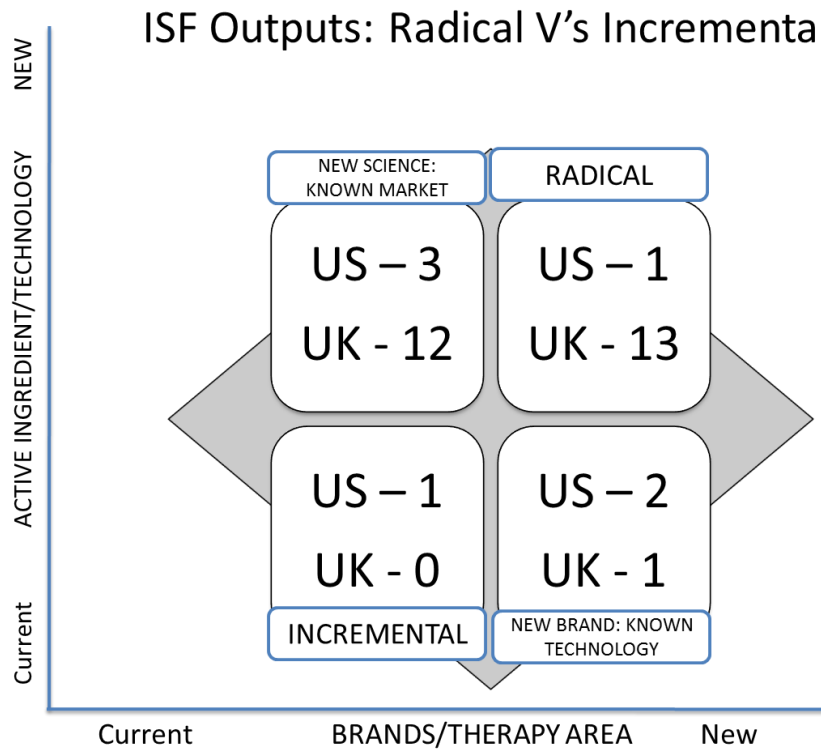 ISF Outputs: Radical V's Incrementa
NEW
ACTIVE INGREDIENT/TECHNOLOGY
Current
NEW SCIENCE:
KNOWN MARKET
RADICAL
US – 3
UK - 12
US – 1
UK - 13
US – 1
UK - 0
US – 2
UK - 1
INCREMENTAL
NEW BRAND: KNOWN
TECHNOLOGY
Current
BRANDS/THERAPY AREA
New